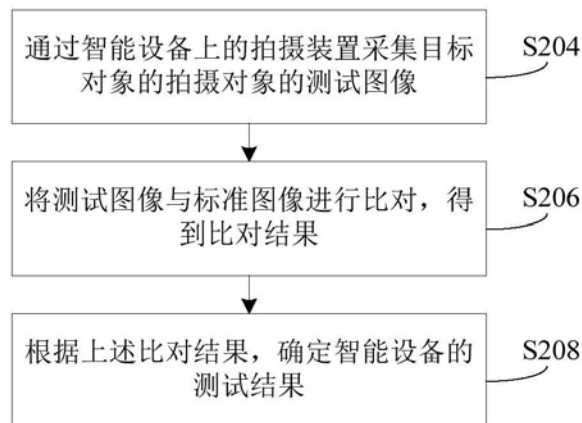 通过智能设备上的拍摄装置采集目标
对象的拍摄对象的测试图像
S204
将测试图像与标准图像进行比对，得
到比对结果
S206
根据上述比对结果，确定智能设备的
测试结果
S208